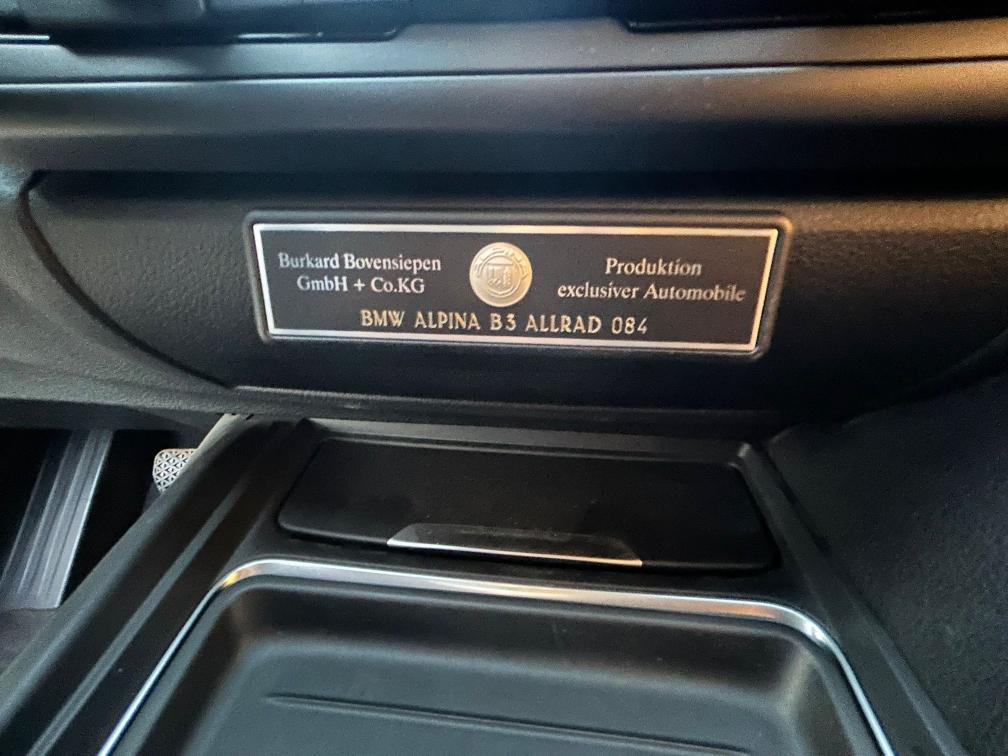 Burkard Bovensiepen
GmbH + Co.KG
Produktion
exclusiver Automobile
BMW ALPINA B3 ALLRAD 084